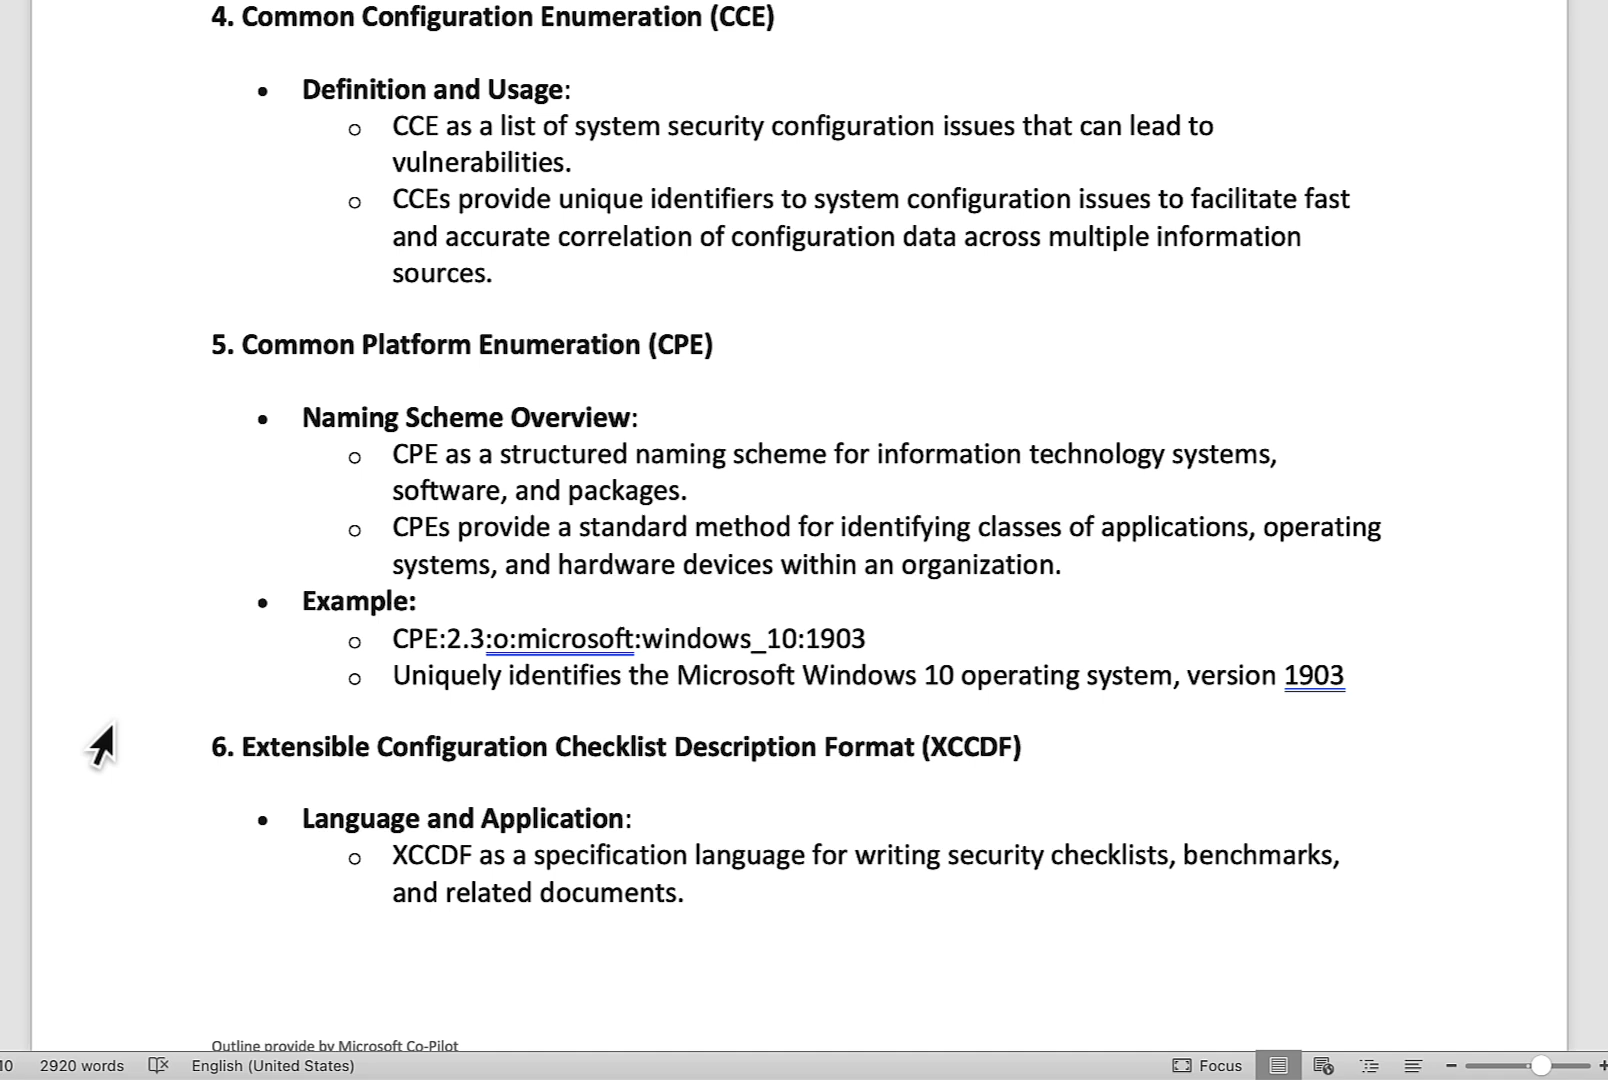 4. Common Configuration Enumeration (CCE)
• Definition and Usage:
o CCE as a list of system security configuration issues that can lead to
vulnerabilities.
o CCEs provide unique identifiers to system configuration issues to facilitate fast
and accurate correlation of configuration data across multiple information
sources.
5. Common Platform Enumeration (CPE)
• Naming Scheme Overview:
o CPE as a structured naming scheme for information technology systems,
software, and packages.
o CPEs provide a standard method for identifying classes of applications, operating
systems, and hardware devices within an organization.
• Example:
o CPE:2.3:o:microsoft:windows_10:1903
o Uniquely identifies the Microsoft Windows 10 operating system, version 1903
6. Extensible Configuration Checklist Description Format (XCCDF)
• Language and Application:
o XCCDF as a specification language for writing security checklists, benchmarks,
and related documents.
Outline provide by Microsoft Co-Pilot
10 2920 words English (United States) Focus